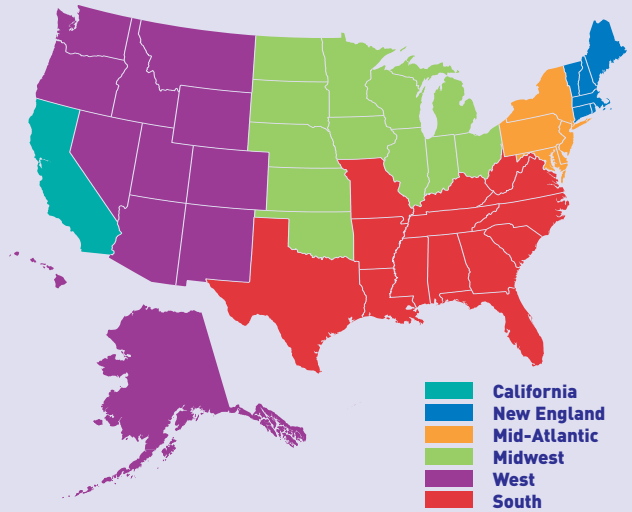 California
New England
Mid-Atlantic
Midwest
West
South